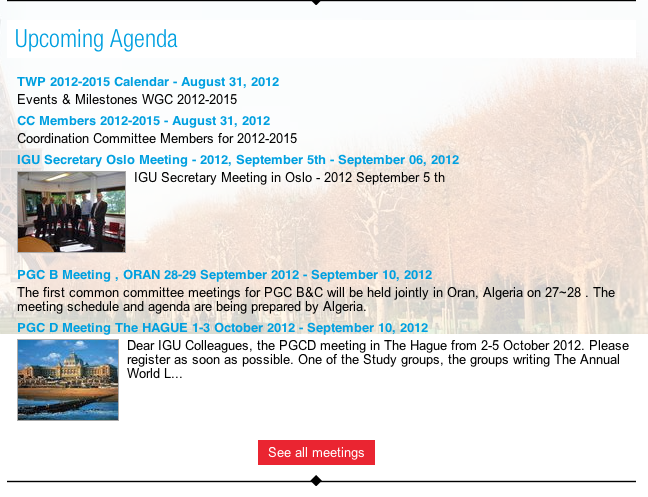 Upcoming Agenda
TWP 2012-2015 Calendar - August 31, 2012
Events & Milestones WGC 2012-2015
CC Members 2012-2015 - August 31, 2012
Coordination Committee Members for 2012-2015
IGU Secretary Oslo Meeting - 2012, September 5th - September 06, 2012
IGU Secretary Meeting in Oslo - 2012 September 5 th
PGC B Meeting , ORAN 28-29 September 2012 - September 10, 2012
The first common committee meetings for PGC B&C will be held jointly in Oran, Algeria on 27~28 . The
meeting schedule and agenda are being prepared by Algeria.
PGC D Meeting The HAGUE 1-3 October 2012 - September 10, 2012
Dear IGU Colleagues, the PGCD meeting in The Hague from 2-5 October 2012. Please
register as soon as possible. One of the Study groups, the groups writing The Annual
World L...
See all meetings